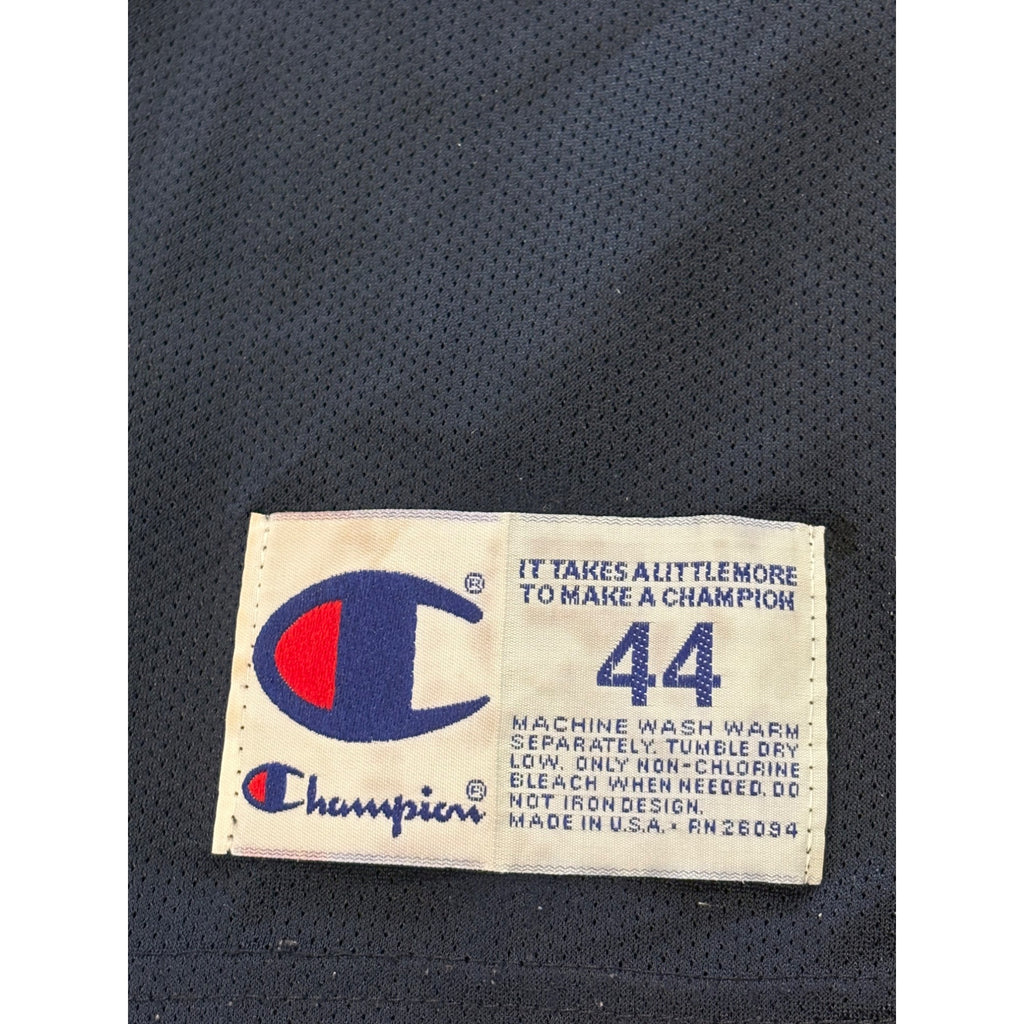 ®
Champion®
IT TAKES A LITTLE MORE
TO MAKE A CHAMPION
44
MACHINE WASH WARM
SEPARATELY. TUMBLE DRY
LOW. ONLY NON-CHLORINE
BLEACH WHEN NEEDED. DO
NOT IRON DESIGN.
MADE IN U.S.A. • RN 26094